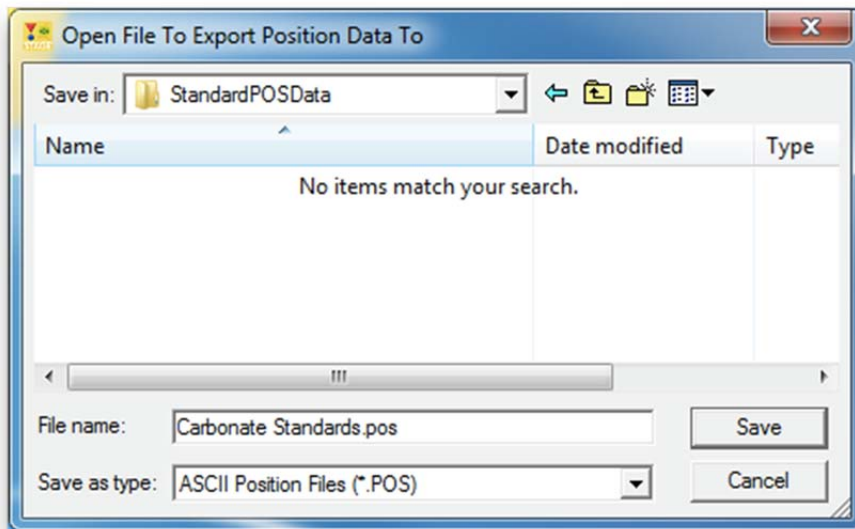 Open File To Export Position Data To
Save in: StandardPOSData
Name Date modified Type
No items match your search.
File name: Carbonate Standards.pos Save
Save as type: ASCII Position Files (*.POS) Cancel